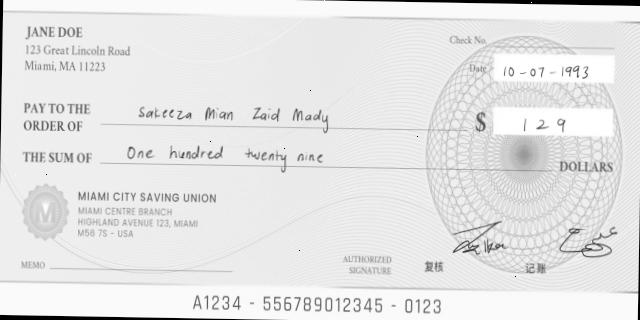 JANE DOE
123 Great Lincoln Road
Miami, MA 11223
Check No.
Date 10-07-1993
PAY TO THE
ORDER OF Sakeeza Mian Zaid Mady
$ 129
THE SUM OF One hundred twenty nine DOLLARS
MIAMI CITY SAVING UNION
MIAMI CENTRE BRANCH
HIGHLAND AVENUE 123, MIAMI
M56 7S - USA
M
MEMO
AUTHORIZED
SIGNATURE
复核
记账
A1234 - 556789012345 - 0123